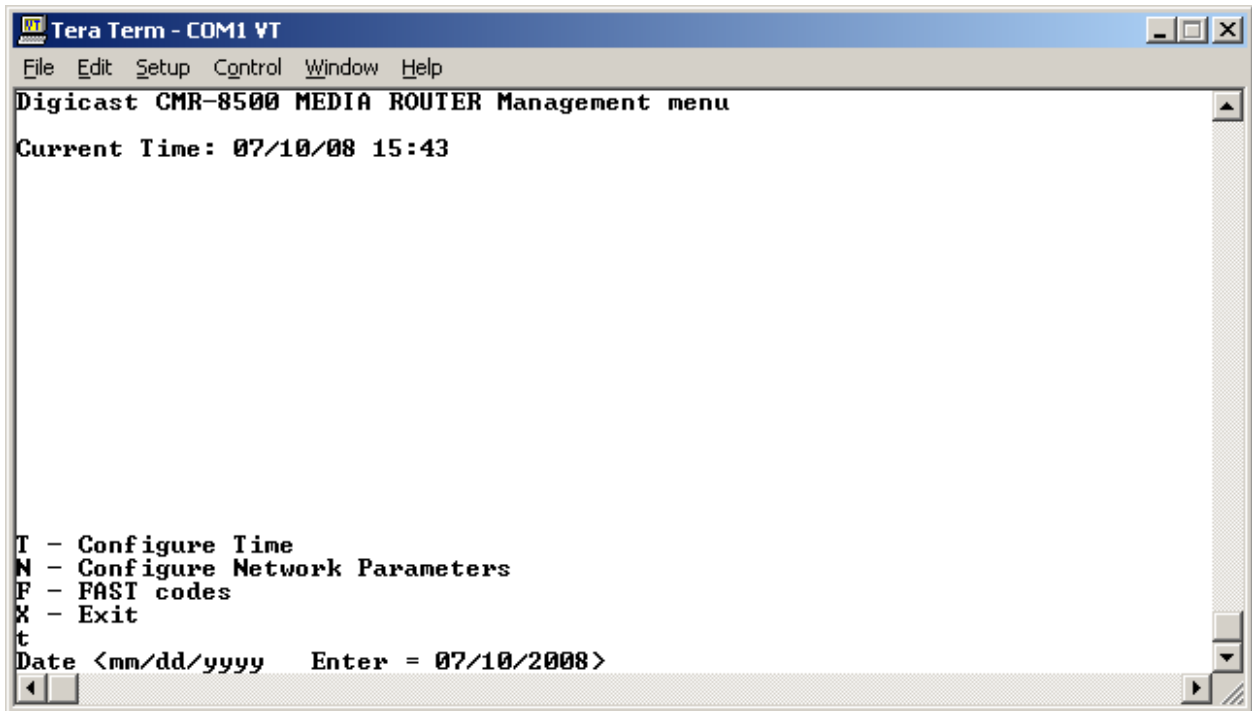 Tera Term - COM1 VT
File Edit Setup Control Window Help
Digicast CMR-8500 MEDIA ROUTER Management menu
Current Time: 07/10/08 15:43
T - Configure Time
N - Configure Network Parameters
F - FAST codes
X - Exit
t
Date <mm/dd/yyyy   Enter = 07/10/2008>